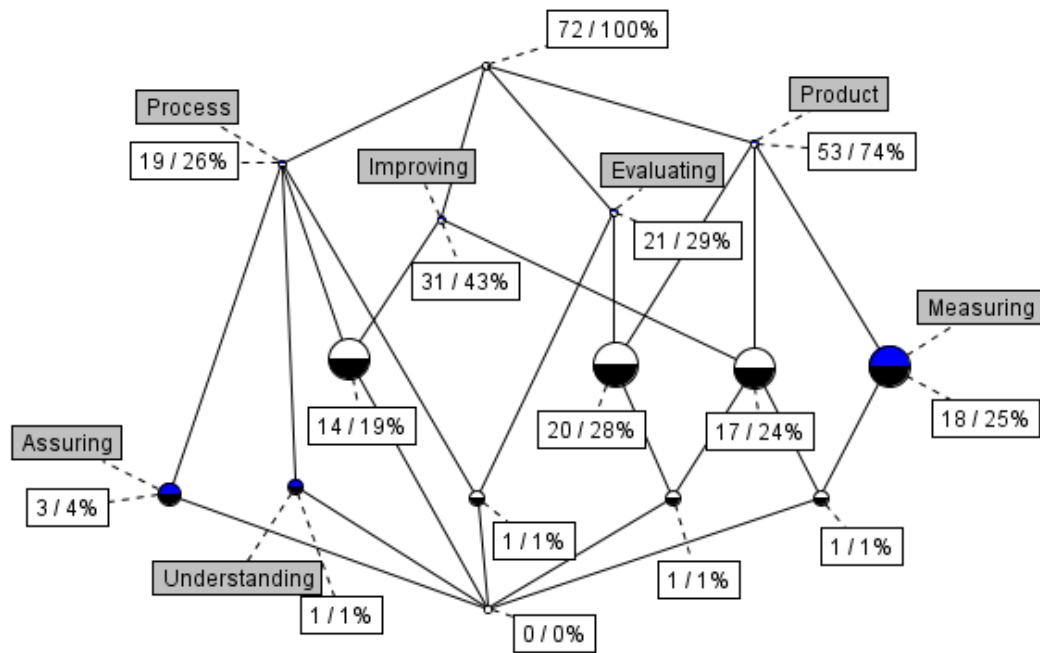 72 / 100%
Process
Product
19 / 26%
53 / 74%
Improving
Evaluating
21 / 29%
31 / 43%
Measuring
14 / 19%
20 / 28%
17 / 24%
18 / 25%
Assuring
3 / 4%
1 / 1%
1 / 1%
1 / 1%
Understanding
1 / 1%
0 / 0%